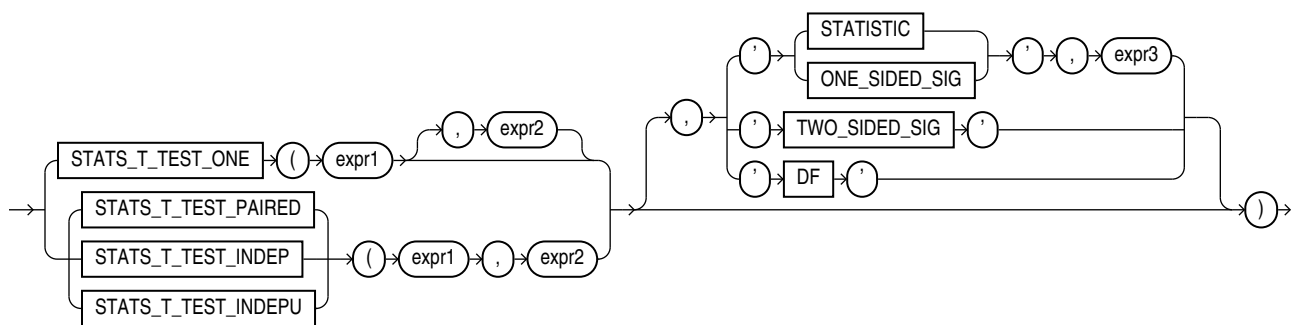 ' STATISTIC ' , expr3
ONE_SIDED_SIG
, expr2 ,
' TWO_SIDED_SIG '
STATS_T_TEST_ONE ( expr1
' DF '
STATS_T_TEST_PAIRED
)
STATS_T_TEST_INDEP ( expr1 , expr2
STATS_T_TEST_INDEPU